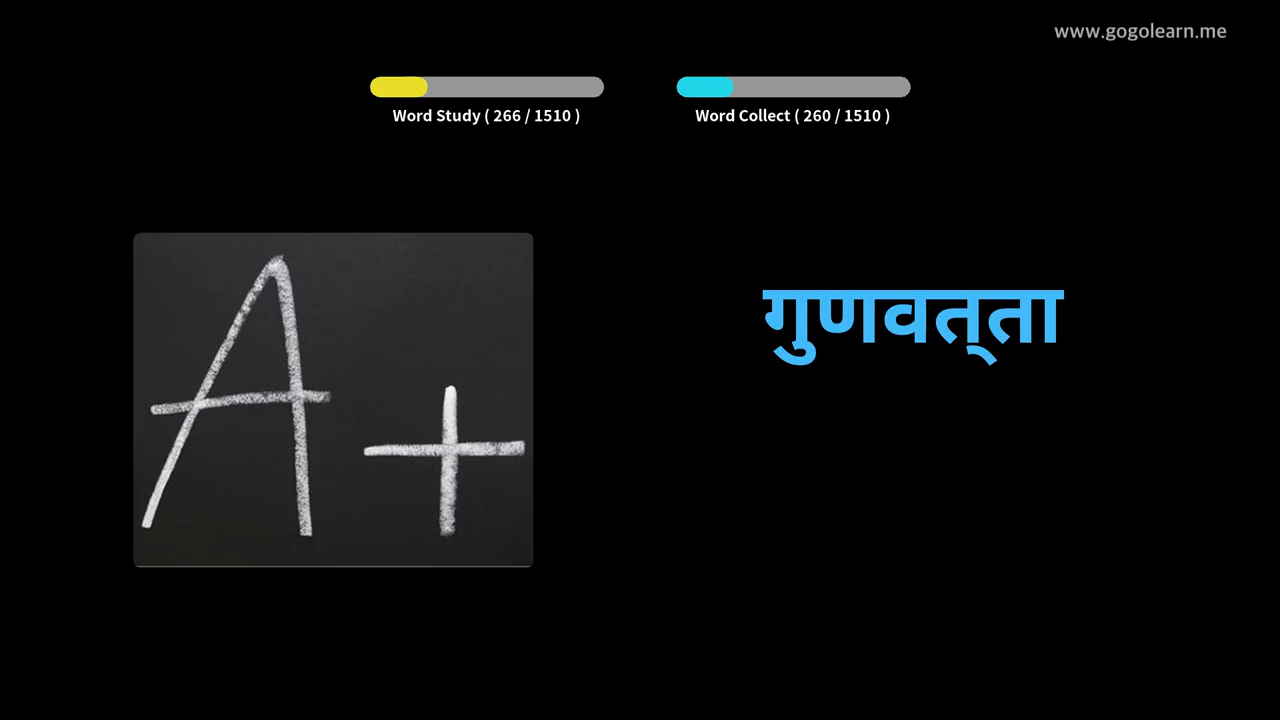 www.gogolearn.me
Word Study ( 266 / 1510 )
Word Collect ( 260 / 1510 )
A+
गुणवत्‌ता